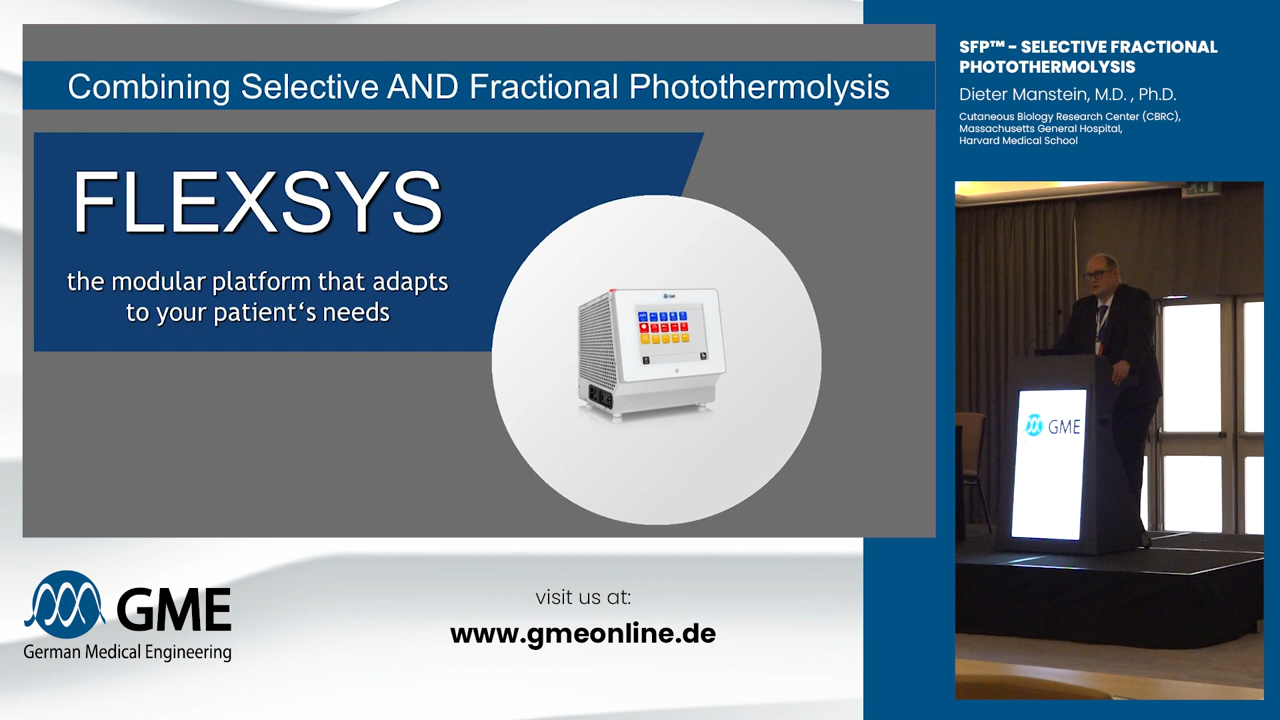 Combining Selective AND Fractional Photothermolysis
FLEXSYS
the modular platform that adapts
to your patient‘s needs
GME
SFP™ – SELECTIVE FRACTIONAL
PHOTOTHERMOLYSIS
Dieter Manstein, M.D. , Ph.D.
Cutaneous Biology Research Center (CBRC),
Massachusetts General Hospital,
Harvard Medical School
GME
GME
German Medical Engineering
visit us at:
www.gmeonline.de